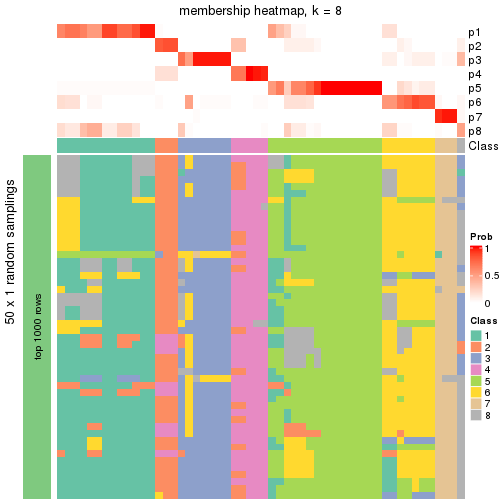 membership heatmap, k = 8
p1
p2
p3
p4
p5
p6
p7
p8
Class
50 x 1 random samplings
top 1000 rows
Prob
1
0.5
0
Class
1
2
3
4
5
6
7
8